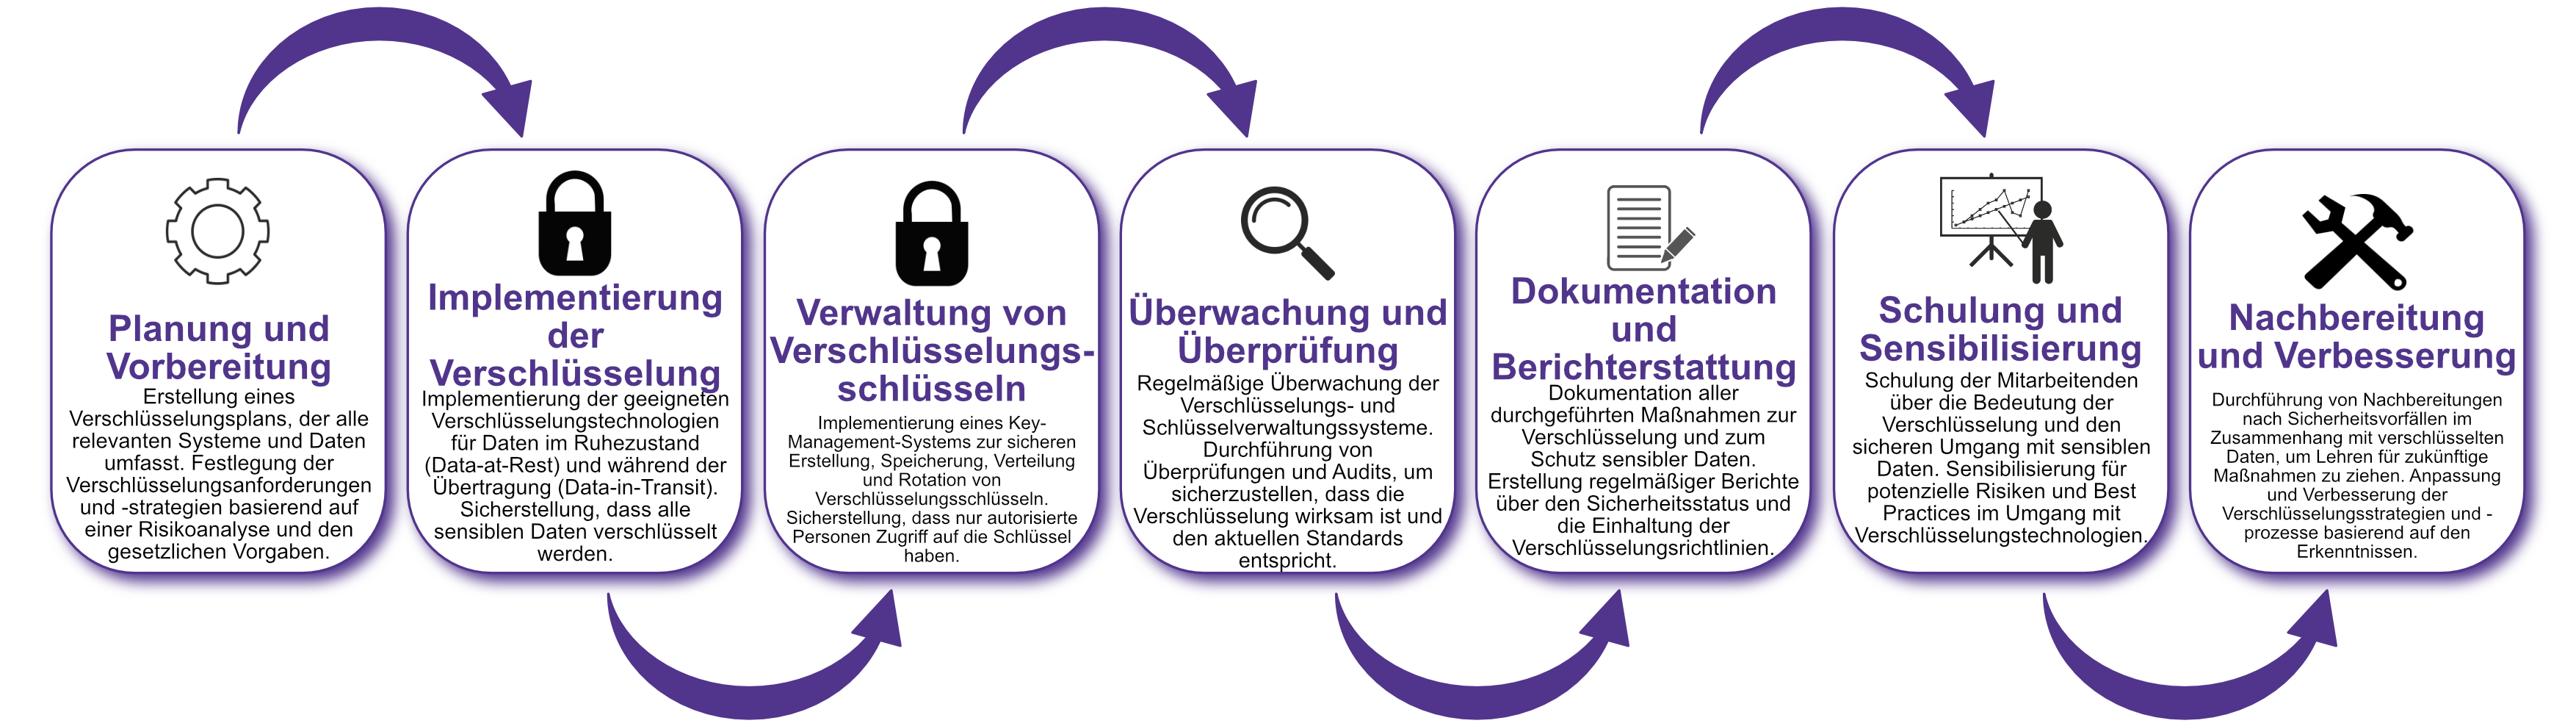 Planung und
Vorbereitung
Erstellung eines
Verschlüsselungsplans, der alle
relevanten Systeme und Daten
umfasst. Festlegung der
Verschlüsselungsanforderungen
und -strategien basierend auf
einer Risikoanalyse und den
gesetzlichen Vorgaben.
Implementierung
der
Verschlüsselung
Implementierung der geeigneten
Verschlüsselungstechnologien
für Daten im Ruhezustand
(Data-at-Rest) und während der
Übertragung (Data-in-Transit).
Sicherstellung, dass alle
sensiblen Daten verschlüsselt
werden.
Verwaltung von
Verschlüsselungs-
schlüsseln
Implementierung eines Key-
Management-Systems zur sicheren
Erstellung, Speicherung, Verteilung
und Rotation von
Verschlüsselungsschlüsseln.
Sicherstellung, dass nur autorisierte
Personen Zugriff auf die Schlüssel
haben.
Überwachung und
Überprüfung
Regelmäßige Überwachung der
Verschlüsselungs- und
Schlüsselverwaltungssysteme.
Durchführung von
Überprüfungen und Audits, um
sicherzustellen, dass die
Verschlüsselung wirksam ist und
den aktuellen Standards
entspricht.
Dokumentation
und
Berichterstattung
Dokumentation aller
durchgeführten Maßnahmen zur
Verschlüsselung und zum
Schutz sensibler Daten.
Erstellung regelmäßiger Berichte
über den Sicherheitsstatus und
die Einhaltung der
Verschlüsselungsrichtlinien.
Schulung und
Sensibilisierung
Schulung der Mitarbeitenden
über die Bedeutung der
Verschlüsselung und den
sicheren Umgang mit sensiblen
Daten. Sensibilisierung für
potenzielle Risiken und Best
Practices im Umgang mit
Verschlüsselungstechnologien.
Nachbereitung
und Verbesserung
Durchführung von Nachbereitungen
nach Sicherheitsvorfällen im
Zusammenhang mit verschlüsselten
Daten, um Lehren für zukünftige
Maßnahmen zu ziehen. Anpassung
und Verbesserung der
Verschlüsselungsstrategien und -
prozesse basierend auf den
Erkenntnissen.